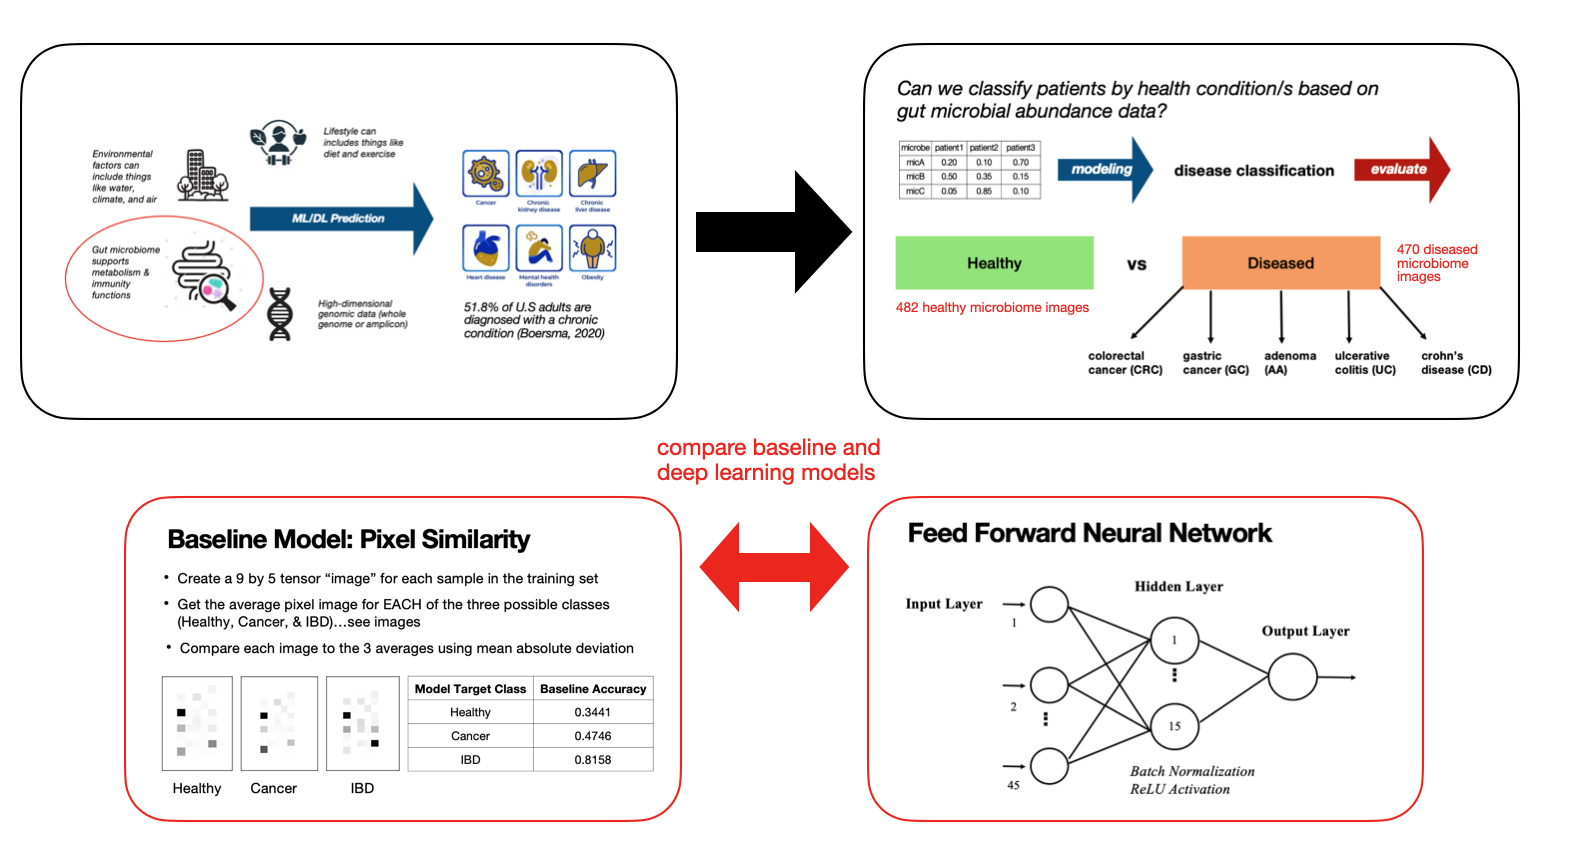 Environmental
factors can
include things
like water,
climate, and air
Lifestyle can
includes things like
diet and exercise
ML/DL Prediction
Gut microbiome
supports
metabolism &
immunity
functions
High-dimensional
genomic data (whole
genome or amplicon)
Cancer
Chronic
kidney disease
Chronic
liver disease
Heart disease
Mental health
disorders
Obesity
51.8% of U.S adults are
diagnosed with a chronic
condition (Boersma, 2020)
Can we classify patients by health condition/s based on
gut microbial abundance data?
microbe patient1 patient2 patient3
micA 0.20 0.10 0.70
micB 0.50 0.35 0.15
micC 0.05 0.85 0.10
modeling
disease classification
evaluate
Healthy
vs
Diseased
470 diseased
microbiome
images
482 healthy microbiome images
colorectal
cancer (CRC)
gastric
cancer (GC)
adenoma
(AA)
ulcerative
colitis (UC)
crohn's
disease (CD)
compare baseline and
deep learning models
Baseline Model: Pixel Similarity
• Create a 9 by 5 tensor “image” for each sample in the training set
• Get the average pixel image for EACH of the three possible classes
(Healthy, Cancer, & IBD)…see images
• Compare each image to the 3 averages using mean absolute deviation
Healthy
Cancer
IBD
Model Target Class Baseline Accuracy
Healthy 0.3441
Cancer 0.4746
IBD 0.8158
Feed Forward Neural Network
Input Layer
Hidden Layer
Output Layer
1
2
45
1
15
Batch Normalization
ReLU Activation